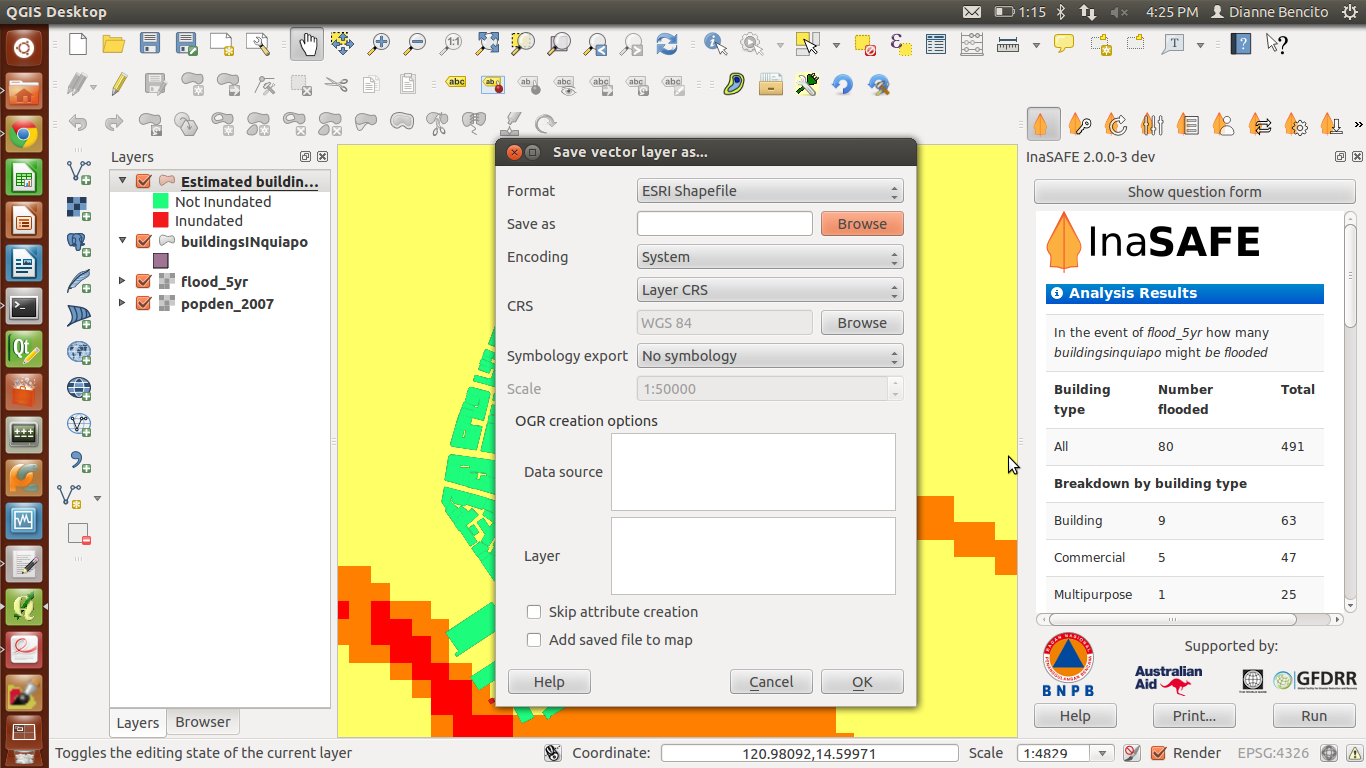 QGIS Desktop
1:15
4:25 PM
Dianne Bencito
Layers
Estimated buildin...
Not Inundated
Inundated
buildingsINquiapo
flood_5yr
popden_2007
Layers
Browser
Save vector layer as...
Format
ESRI Shapefile
Save as
Browse
Encoding
System
CRS
Layer CRS
WGS 84
Browse
Symbology export
No symbology
Scale
1:50000
OGR creation options
Data source
Layer
Skip attribute creation
Add saved file to map
Help
Cancel
OK
InaSAFE 2.0.0-3 dev
Show question form
InaSAFE
Analysis Results
In the event of flood_5yr how many
buildingsinquiapo might be flooded
Building type
Number flooded
Total
All 80 491
Breakdown by building type
Building 9 63
Commercial 5 47
Multipurpose 1 25
Supported by:
BNPB
Australian
Aid
GFDRR
Help
Print...
Run
Toggles the editing state of the current layer
Coordinate:
120.98092,14.59971
Scale
1:4829
Render
EPSG:4326